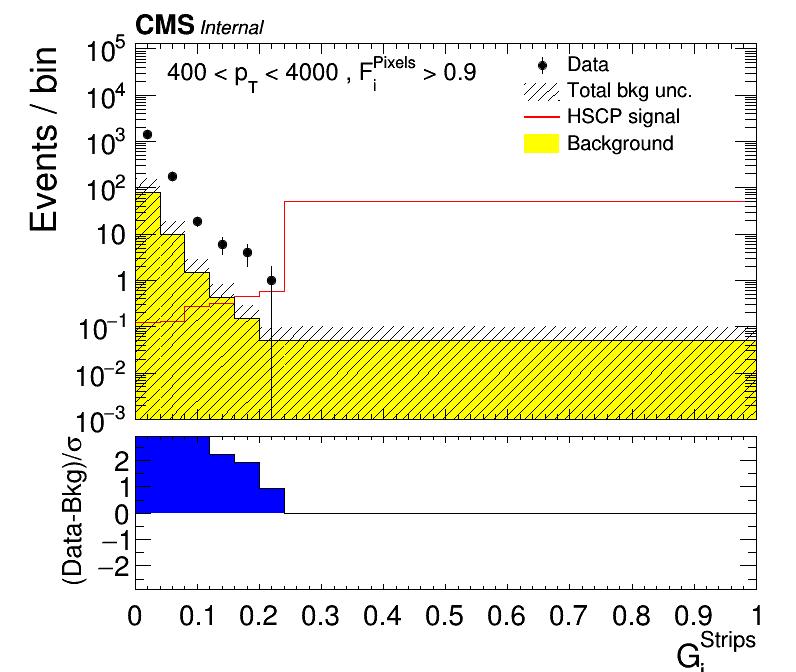 CMS Internal
400 < p_T < 4000 , F_i^Pixels > 0.9
Data
Total bkg unc.
HSCP signal
Background
Events / bin
10^5
10^4
10^3
10^2
10
1
10^−1
10^−2
10^−3
(Data-Bkg)/σ
2
1
0
−1
−2
0 0.1 0.2 0.3 0.4 0.5 0.6 0.7 0.8 0.9 1
G_i^Strips